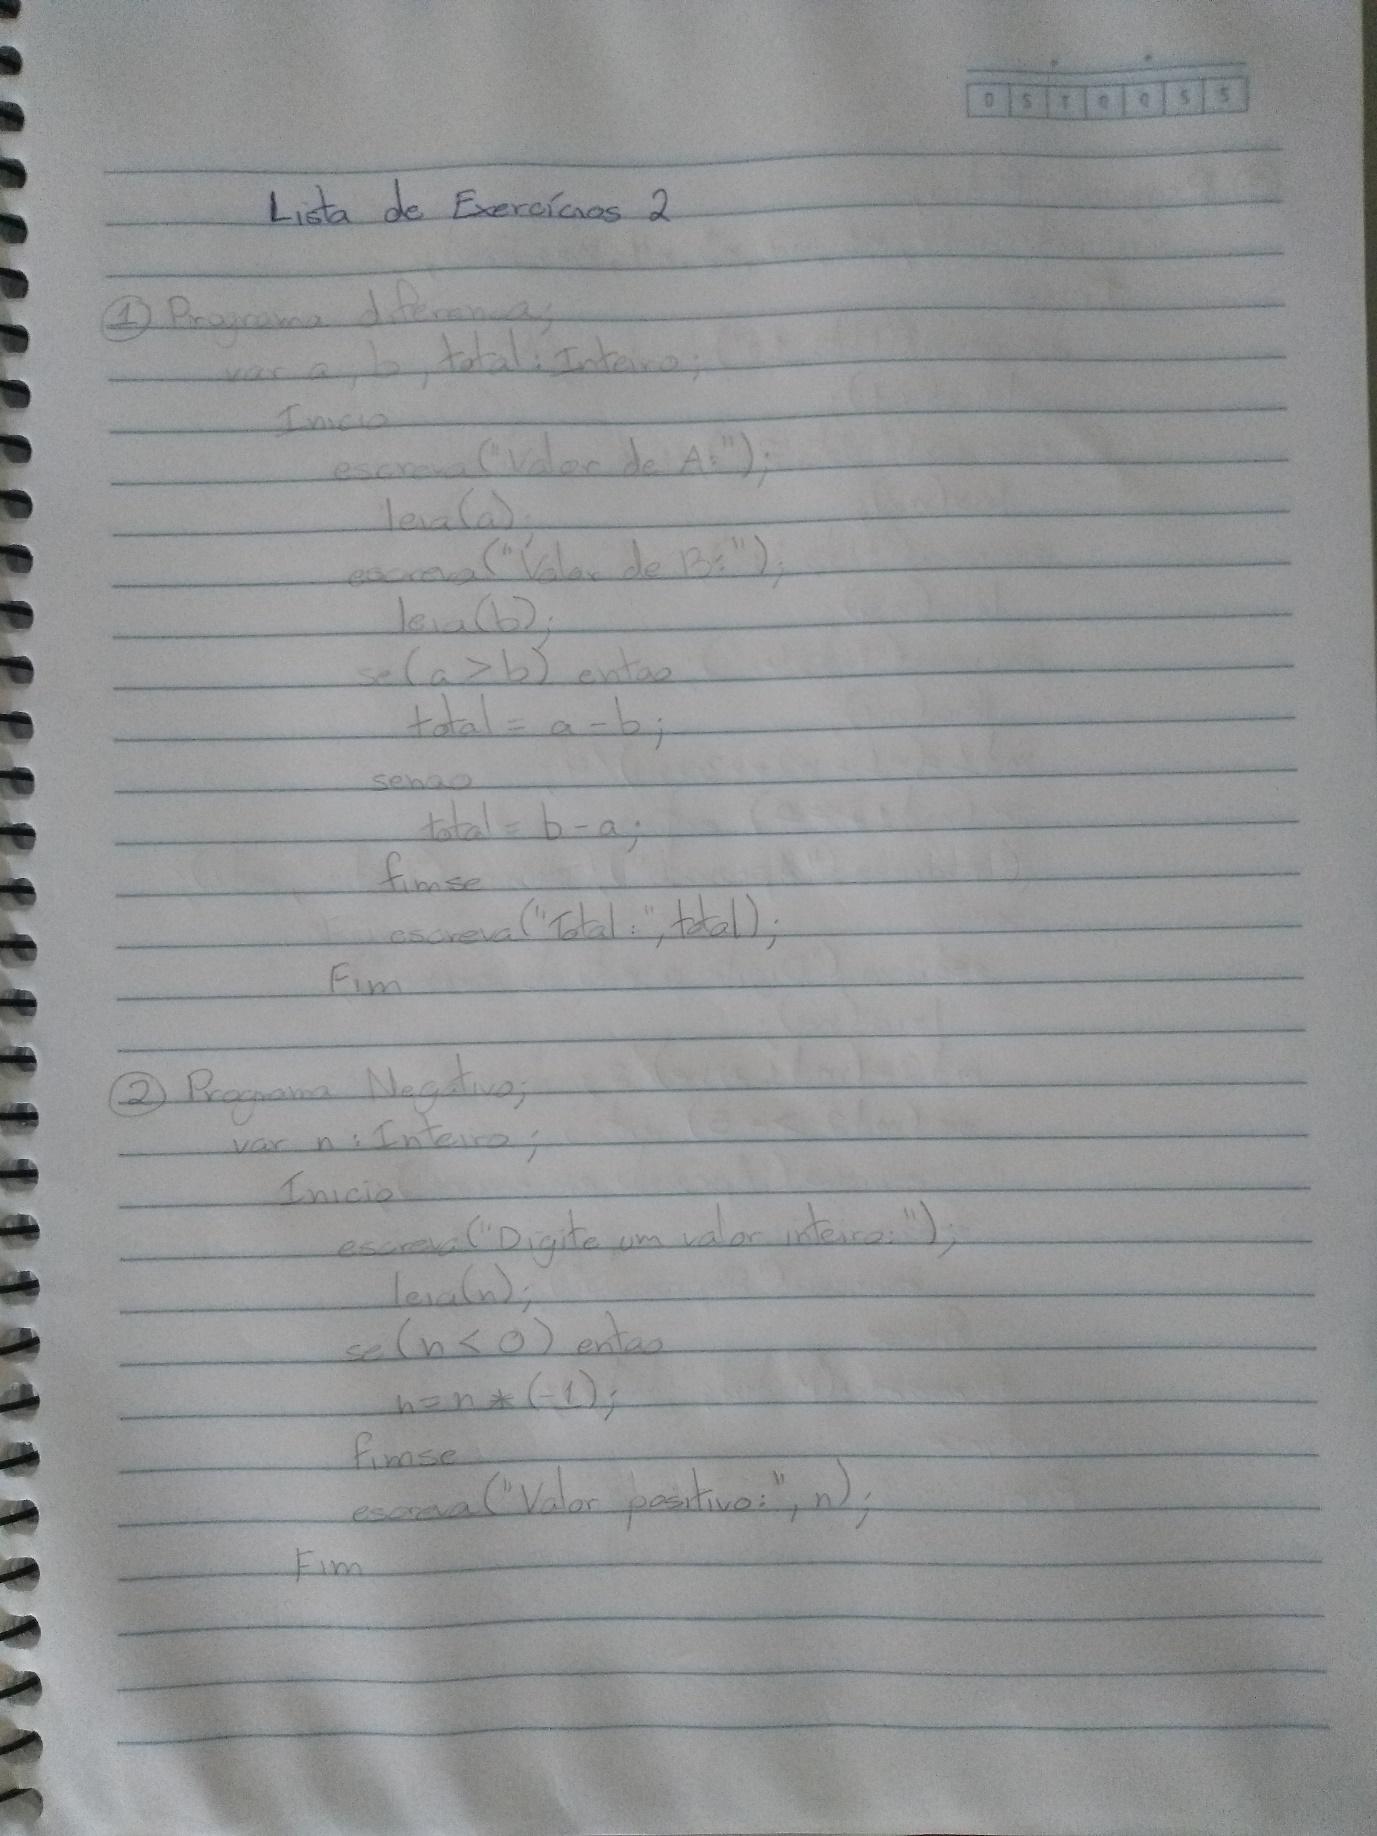 D S T Q Q S S
Lista de Exercícios 2
1 Programa diferenca;
var a, b, total: Inteiro;
Inicio
escreva("Valor de A:");
leia(a);
escreva("Valor de B:");
leia(b);
se(a > b) entao
total = a - b;
senao
total = b - a;
fimse
escreva("Total:", total);
Fim
2 Programa Negativo;
var n: Inteiro;
Inicio
escreva("Digite um valor inteiro:");
leia(n);
se(n < 0) entao
n = n * (-1);
fimse
escreva("Valor positivo:", n);
Fim